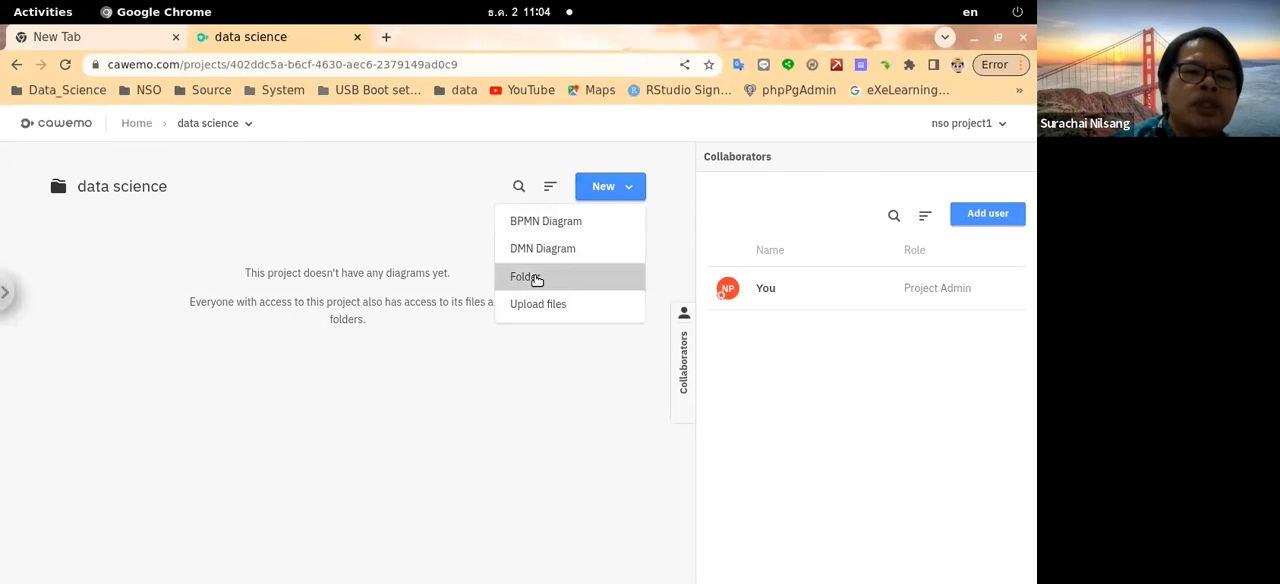 Activities
Google Chrome
ธ.ค. 2 11:04
en
New Tab
data science
cawemo.com/projects/402ddc5a-b6cf-4630-aec6-2379149ad0c9
Error
Data_Science
NSO
Source
System
USB Boot set...
data
YouTube
Maps
RStudio Sign...
phpPgAdmin
eXeLearning...
»
cawemo
Home
data science
nso project1
Collaborators
data science
New
BPMN Diagram
DMN Diagram
Folder
Upload files
This project doesn't have any diagrams yet.
Everyone with access to this project also has access to its files a
folders.
Collaborators
Add user
Name
Role
NP
You
Project Admin
Surachai Nilsang